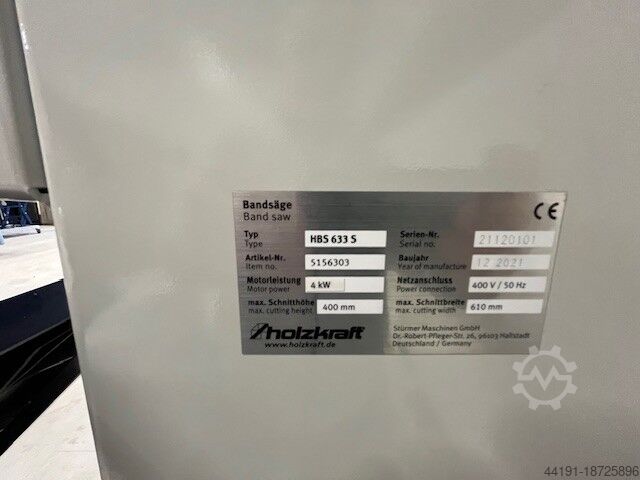 Bandsäge
Band saw
CE
Typ
Type
HBS 633 S
Serien-Nr.
Serial no.
21120101
Artikel-Nr.
Item no.
5156303
Baujahr
Year of manufacture
12 2021
Motorleistung
Motor power
4 kW
Netzanschluss
Power connection
400 V / 50 Hz
max. Schnitthöhe
max. cutting height
400 mm
max. Schnittbreite
max. cutting width
610 mm
holzkraft
www.holzkraft.de
Stürmer Maschinen GmbH
Dr.-Robert-Pfleger-Str. 26, 96103 Hallstadt
Deutschland / Germany
44191-18725896